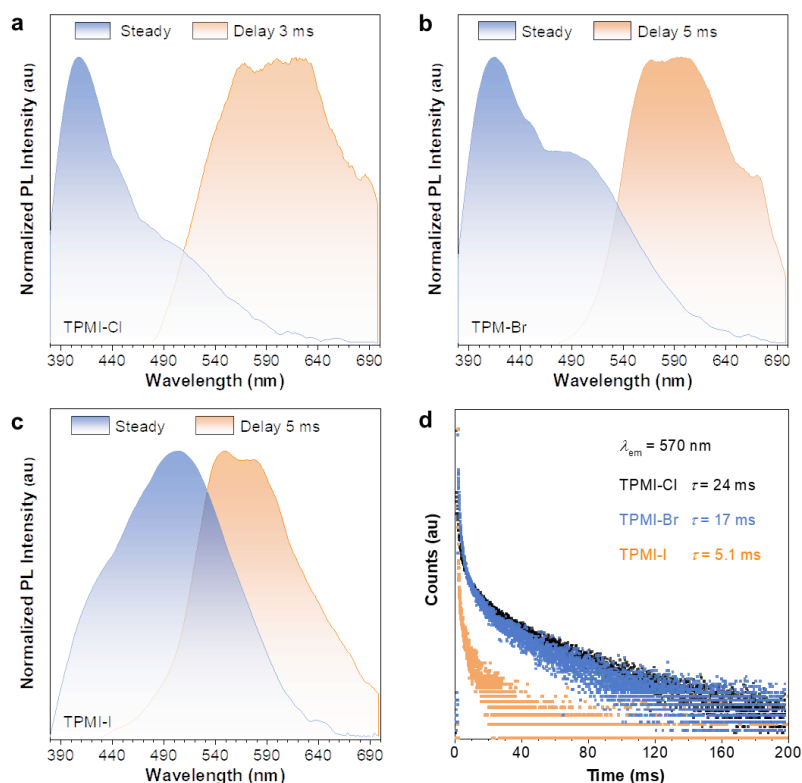 a
Steady
Delay 3 ms
Normalized PL Intensity (au)
TPMI-Cl
390 440 490 540 590 640 690
Wavelength (nm)
b
Steady
Delay 5 ms
Normalized PL Intensity (au)
TPM-Br
390 440 490 540 590 640 690
Wavelength (nm)
c
Steady
Delay 5 ms
Normalized PL Intensity (au)
TPMI-I
390 440 490 540 590 640 690
Wavelength (nm)
d
λem = 570 nm
TPMI-Cl τ = 24 ms
TPMI-Br τ = 17 ms
TPMI-I τ = 5.1 ms
Counts (au)
0 40 80 120 160 200
Time (ms)